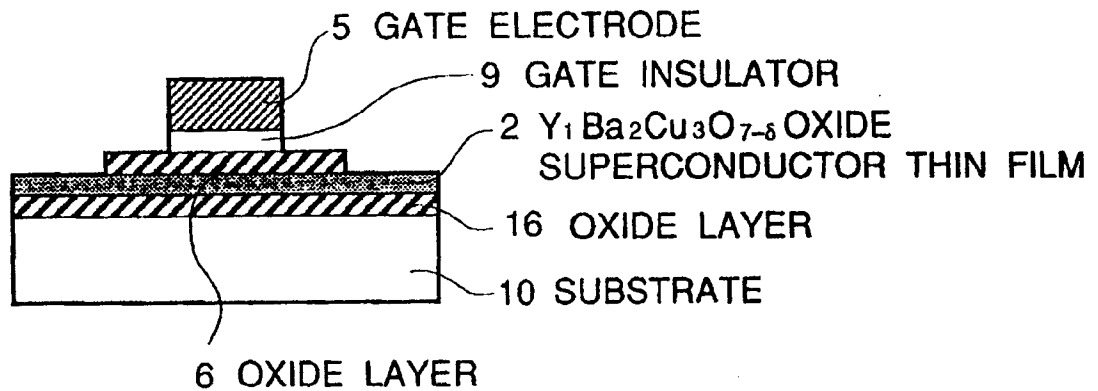 5 GATE ELECTRODE
9 GATE INSULATOR
2 Y₁Ba₂Cu₃O₇₋δ OXIDE
SUPERCONDUCTOR THIN FILM
16 OXIDE LAYER
10 SUBSTRATE
6 OXIDE LAYER